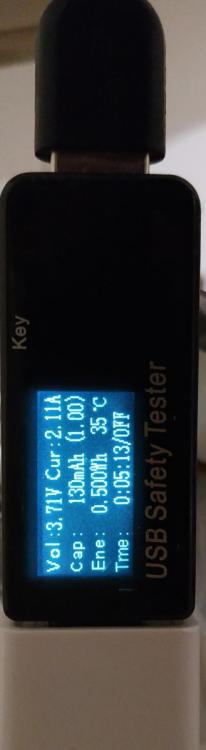 Key
Vol:3.71V Cur:2.11A
Cap: 130mAh (1.00)
Ene: 0.500Wh 35℃
Tme: 0:05:13/OFF
USB Safety Tester